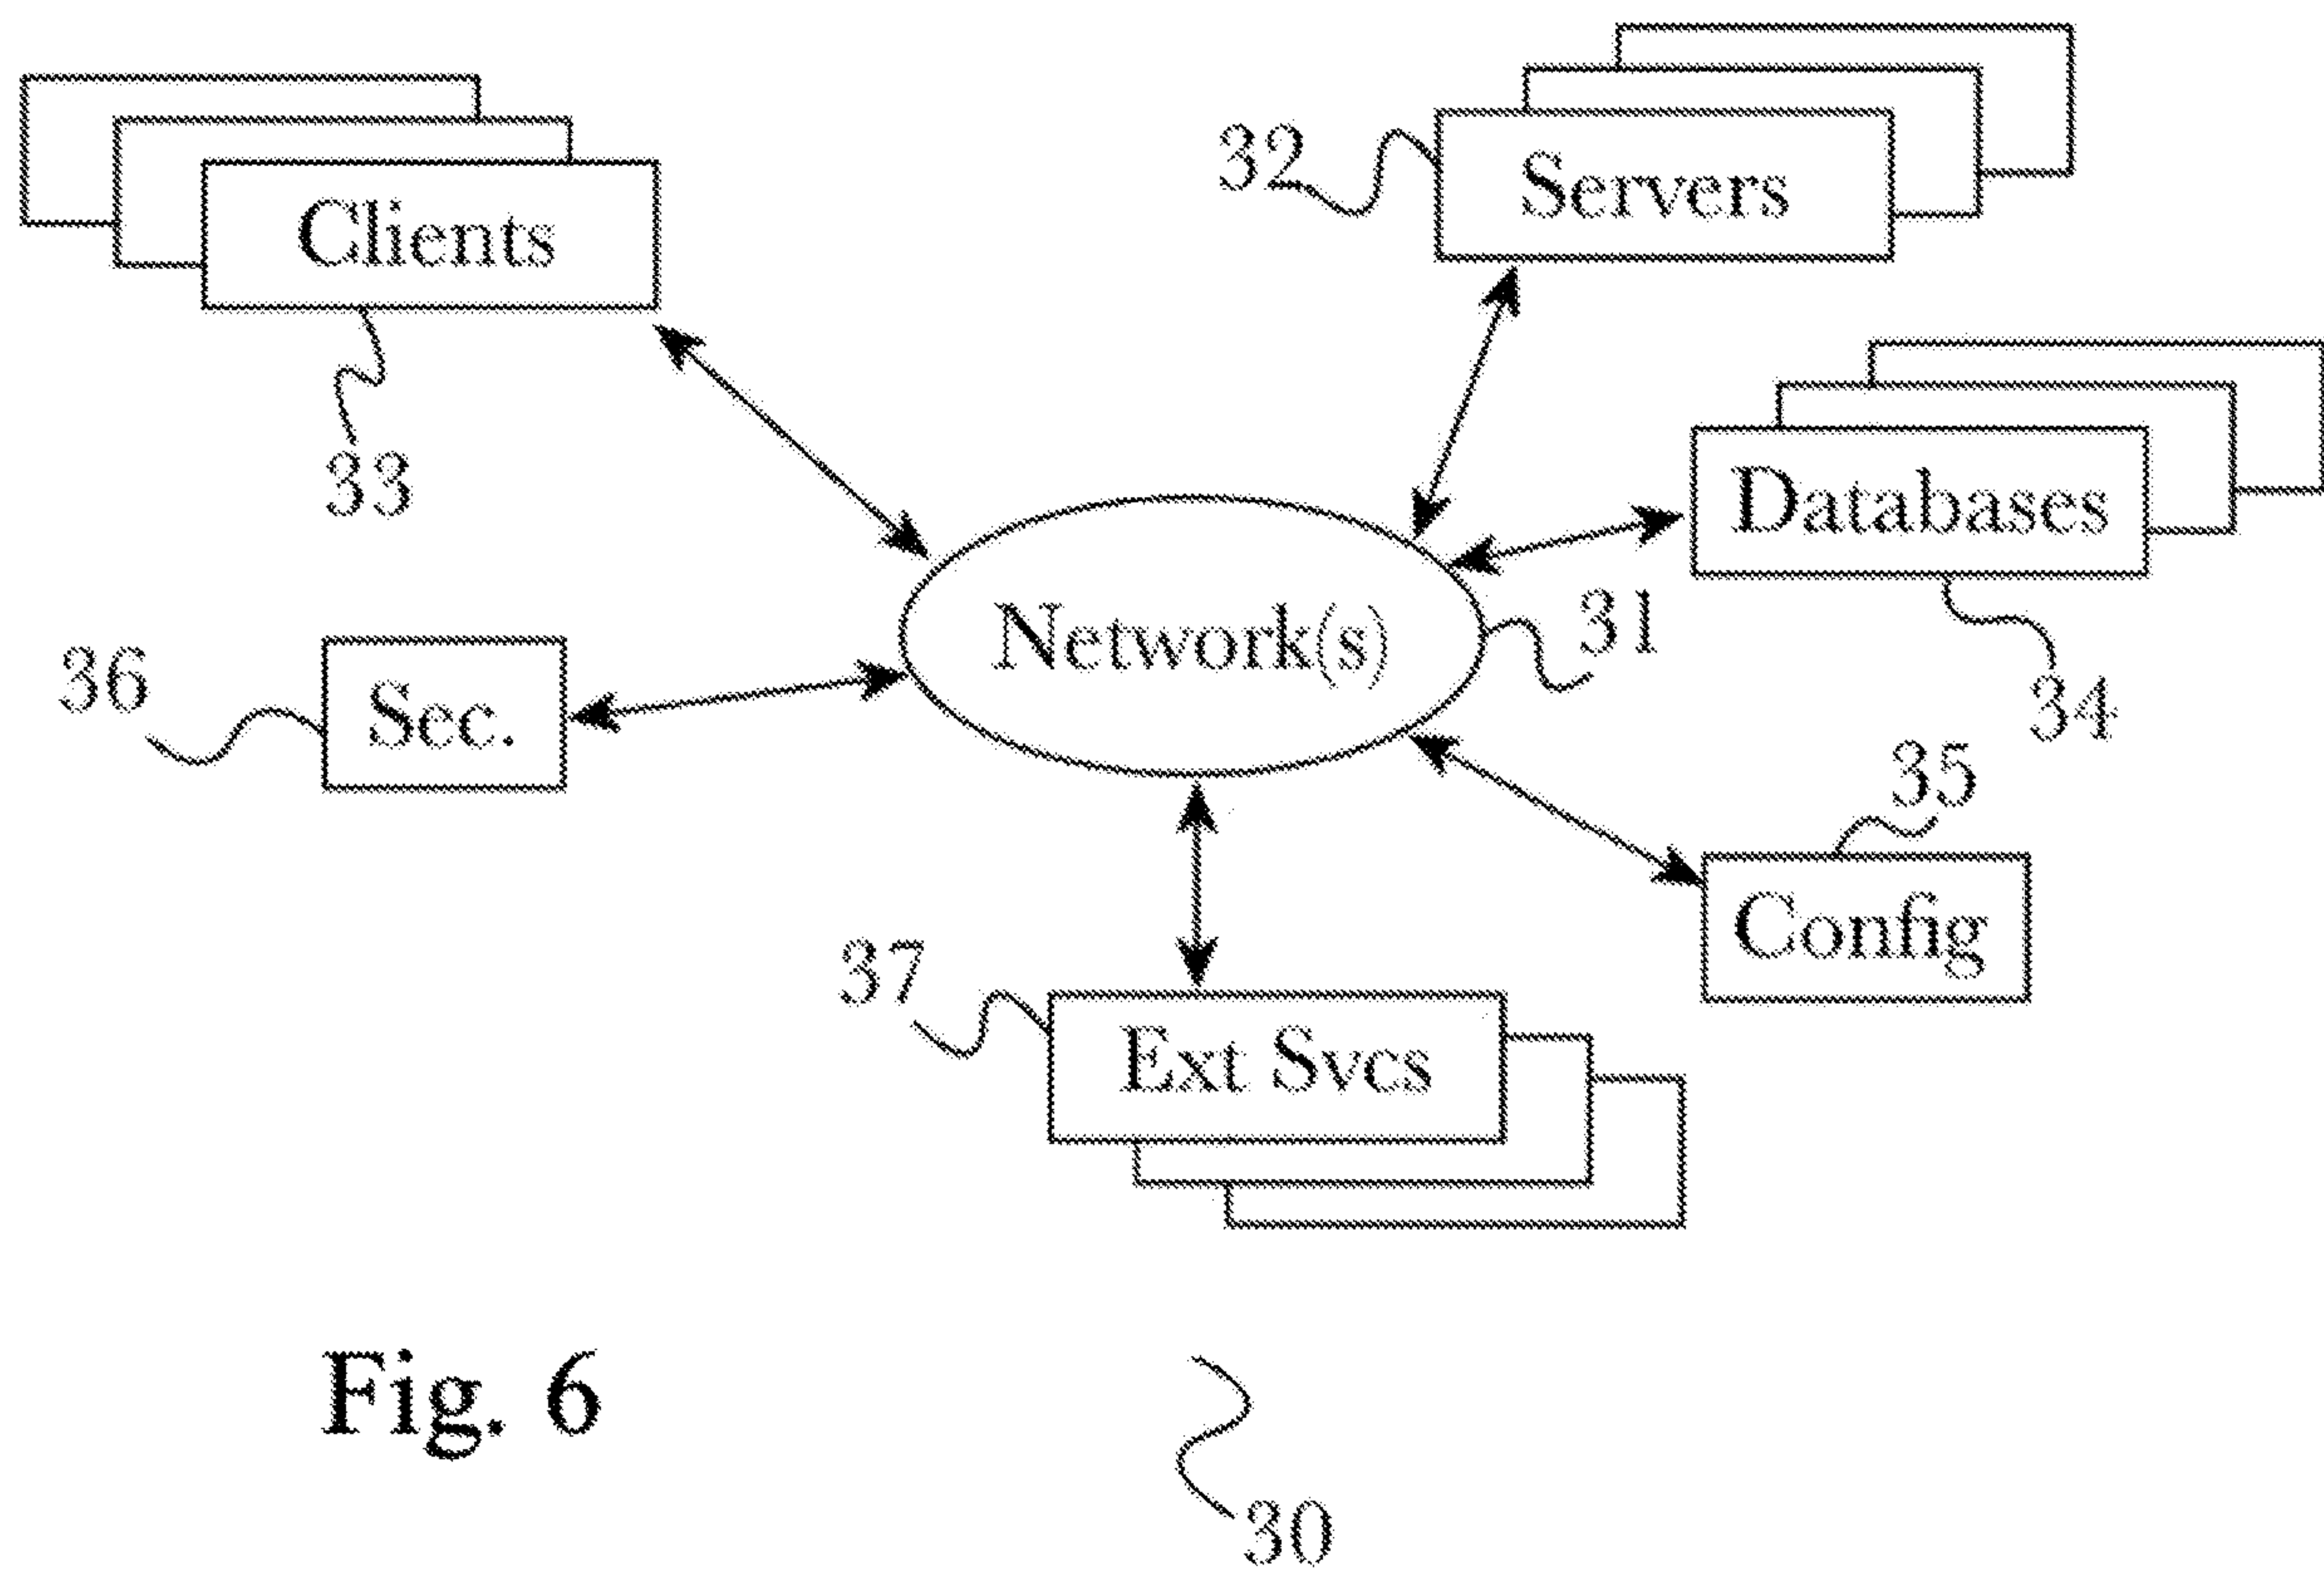 32
Servers
Clients
33
Databases
31
Network(s)
36
Sec.
34
35
Config
37
Ext Svcs
Fig. 6
30